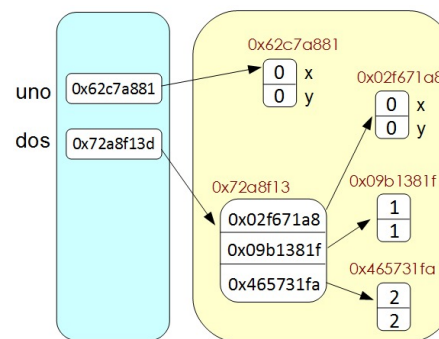 0x62c7a881
uno 0x62c7a881
0 x
0 y
0x02f671a8
0 x
0 y
dos 0x72a8f13d
0x72a8f13
0x02f671a8
0x09b1381f
0x465731fa
0x09b1381f
1
1
0x465731fa
2
2